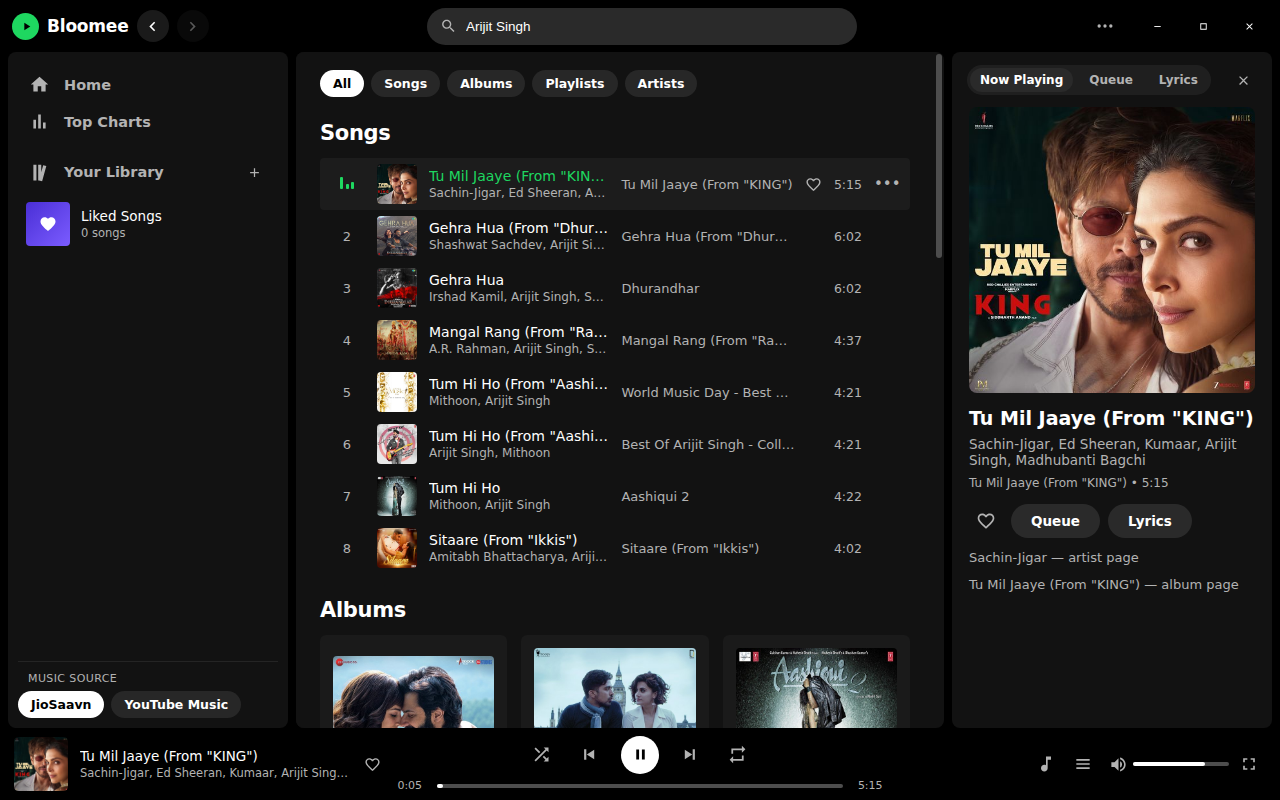 Bloomee
Arijit Singh
Home
Top Charts
Your Library
Liked Songs
0 songs
MUSIC SOURCE
JioSaavn
YouTube Music
All
Songs
Albums
Playlists
Artists
Songs
Tu Mil Jaaye (From "KIN...
Sachin-Jigar, Ed Sheeran, A...
Tu Mil Jaaye (From "KING")
5:15
2
Gehra Hua (From "Dhur...
Shashwat Sachdev, Arijit Si...
Gehra Hua (From "Dhur...
6:02
3
Gehra Hua
Irshad Kamil, Arijit Singh, S...
Dhurandhar
6:02
4
Mangal Rang (From "Ra...
A.R. Rahman, Arijit Singh, S...
Mangal Rang (From "Ra...
4:37
5
Tum Hi Ho (From "Aashi...
Mithoon, Arijit Singh
World Music Day - Best ...
4:21
6
Tum Hi Ho (From "Aashi...
Arijit Singh, Mithoon
Best Of Arijit Singh - Coll...
4:21
7
Tum Hi Ho
Mithoon, Arijit Singh
Aashiqui 2
4:22
8
Sitaare (From "Ikkis")
Amitabh Bhattacharya, Ariji...
Sitaare (From "Ikkis")
4:02
Albums
Aashiqui 2
Now Playing
Queue
Lyrics
TU MIL
JAAYE
RED CHILLIES ENTERTAINMENT
KING
Tu Mil Jaaye (From "KING")
Sachin-Jigar, Ed Sheeran, Kumaar, Arijit
Singh, Madhubanti Bagchi
Tu Mil Jaaye (From "KING") • 5:15
Queue
Lyrics
Sachin-Jigar — artist page
Tu Mil Jaaye (From "KING") — album page
Tu Mil Jaaye (From "KING")
Sachin-Jigar, Ed Sheeran, Kumaar, Arijit Sing...
0:05
5:15